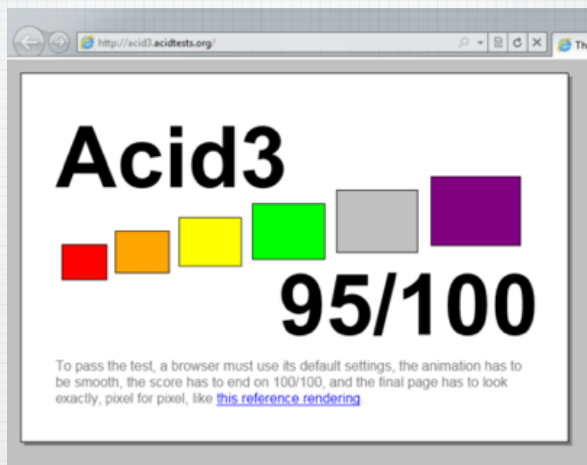 http://acid3.acidtests.org/
Th
Acid3
95/100
To pass the test, a browser must use its default settings, the animation has to
be smooth, the score has to end on 100/100, and the final page has to look
exactly, pixel for pixel, like this reference rendering.